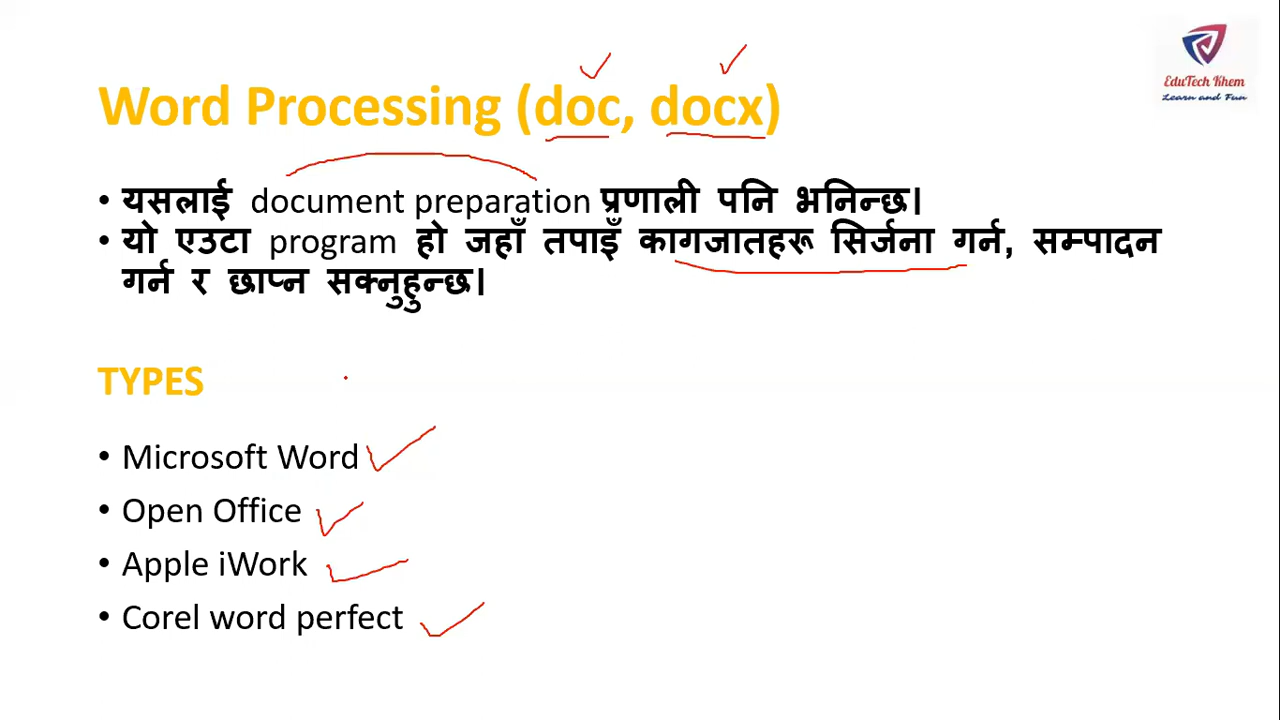 EduTech Khem
Learn and Fun
Word Processing (doc, docx)
• यसलाई document preparation प्रणाली पनि भनिन्छ।
• यो एउटा program हो जहाँ तपाइँ कागजातहरू सिर्जना गर्न, सम्पादन
गर्न र छाप्न सक्नुहुन्छ।
TYPES
• Microsoft Word
• Open Office
• Apple iWork
• Corel word perfect